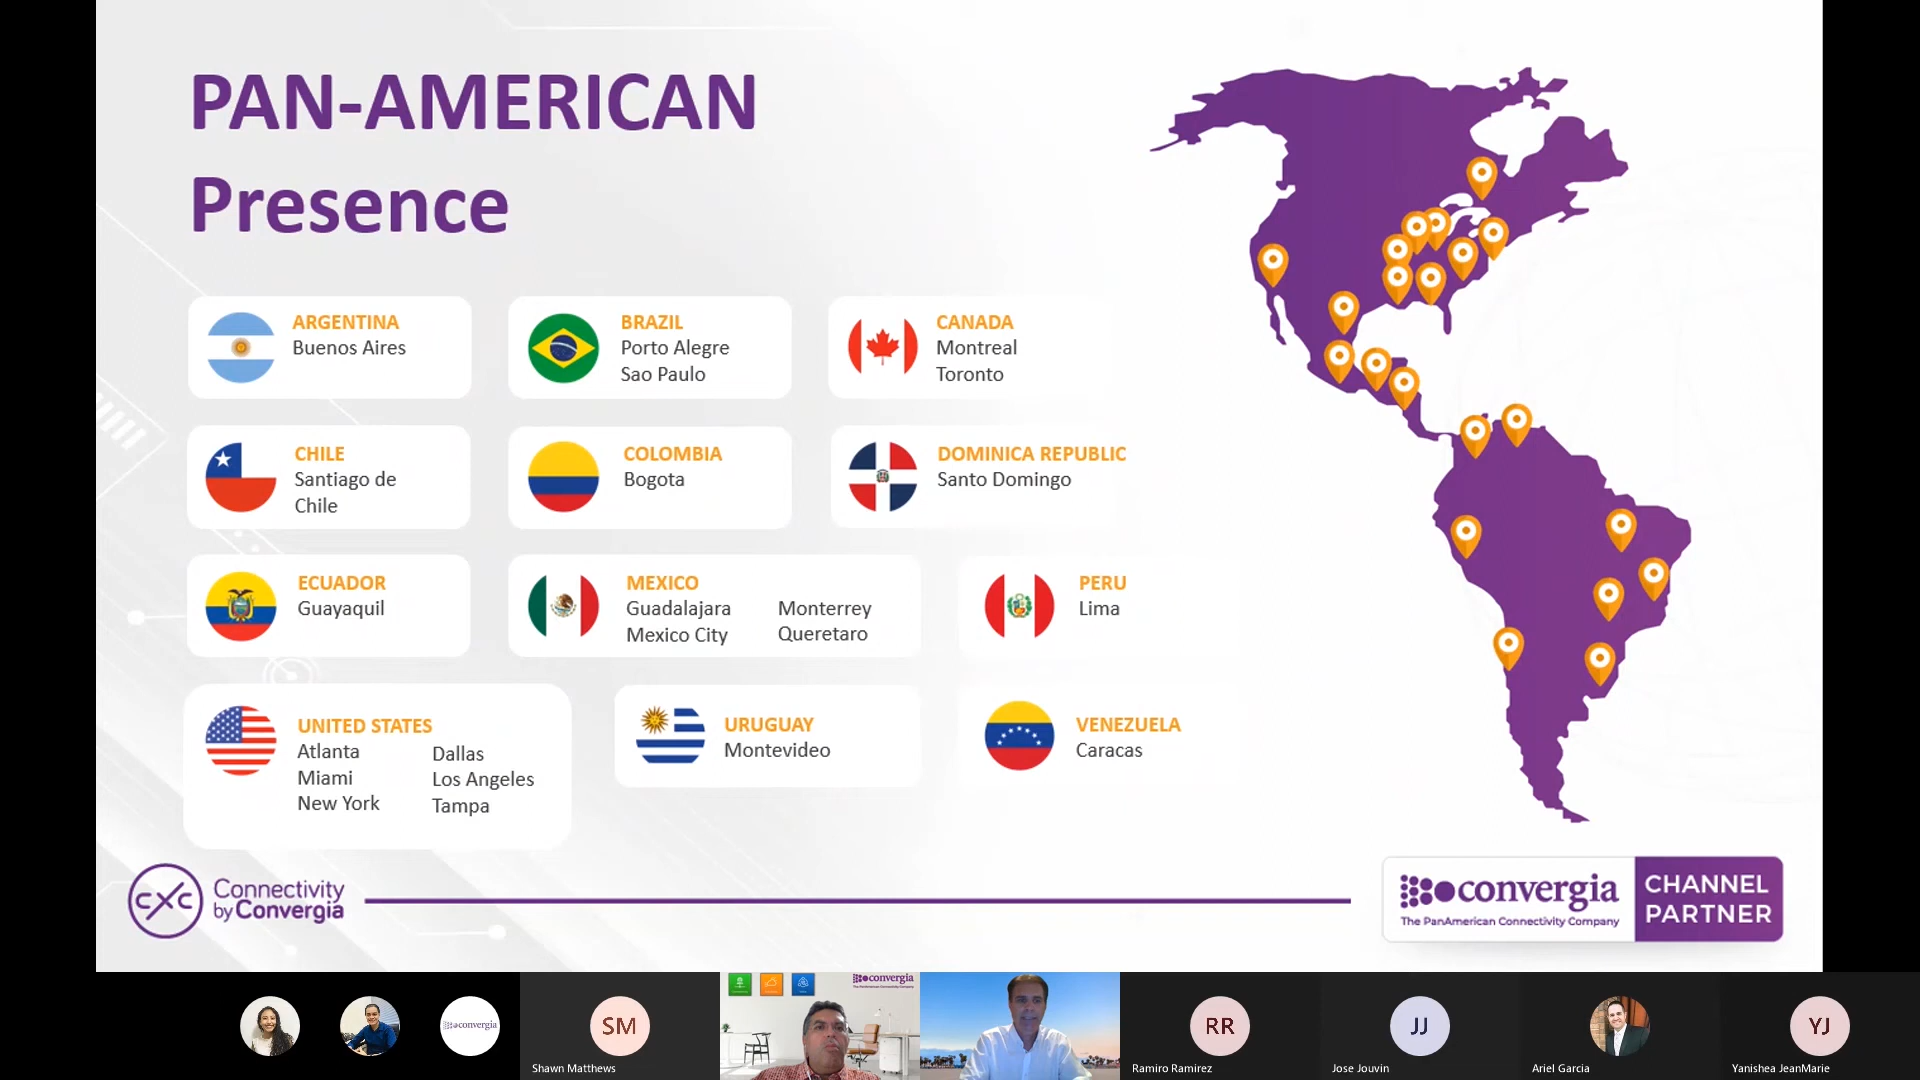 PAN-AMERICAN
Presence
ARGENTINA
Buenos Aires
BRAZIL
Porto Alegre
Sao Paulo
CANADA
Montreal
Toronto
CHILE
Santiago de
Chile
COLOMBIA
Bogota
DOMINICA REPUBLIC
Santo Domingo
ECUADOR
Guayaquil
MEXICO
Guadalajara Monterrey
Mexico City Queretaro
PERU
Lima
UNITED STATES
Atlanta Dallas
Miami Los Angeles
New York Tampa
URUGUAY
Montevideo
VENEZUELA
Caracas
cxc Connectivity
by Convergia
convergia
The PanAmerican Connectivity Company
CHANNEL
PARTNER
convergia
SM
Shawn Matthews
convergia
RR
Ramiro Ramirez
JJ
Jose Jouvin
Ariel Garcia
YJ
Yanishea JeanMarie